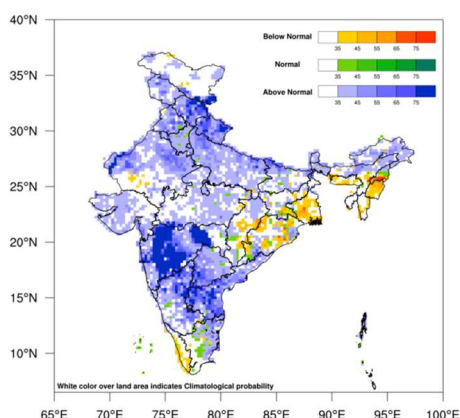 40°N
35°N
30°N
25°N
20°N
15°N
10°N
Below Normal
35 45 55 65 75
Normal
35 45 55 65 75
Above Normal
35 45 55 65 75
White color over land area indicates Climatological probability
65°E 70°E 75°E 80°E 85°E 90°E 95°E 100°E